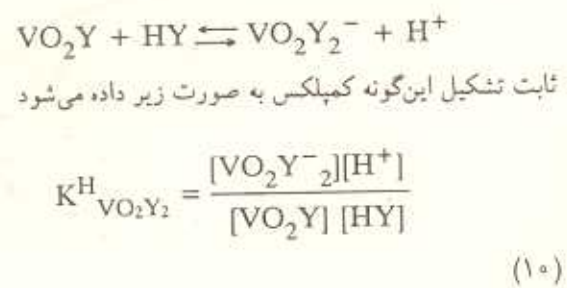 VO₂Y + HY ⇌ VO₂Y₂⁻ + H⁺
ثابت تشکیل این‌گونه کمپلکس به صورت زیر داده می‌شود
K^H_VO₂Y₂ = [VO₂Y⁻₂][H⁺] / [VO₂Y] [HY]
(۱۰)